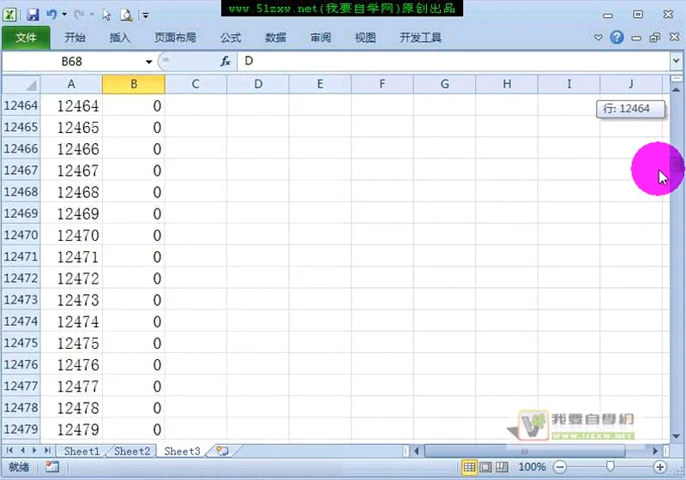 www.51zxw.net(我要自学网)原创出品
文件 开始 插入 页面布局 公式 数据 审阅 视图 开发工具
B68 fx D
A B C D E F G H I J
12464 12464 0
行: 12464
12465 12465 0
12466 12466 0
12467 12467 0
12468 12468 0
12469 12469 0
12470 12470 0
12471 12471 0
12472 12472 0
12473 12473 0
12474 12474 0
12475 12475 0
12476 12476 0
12477 12477 0
12478 12478 0
12479 12479 0
我要自學網
WWW.51ZXW.NET
Sheet1 Sheet2 Sheet3
就绪 100%